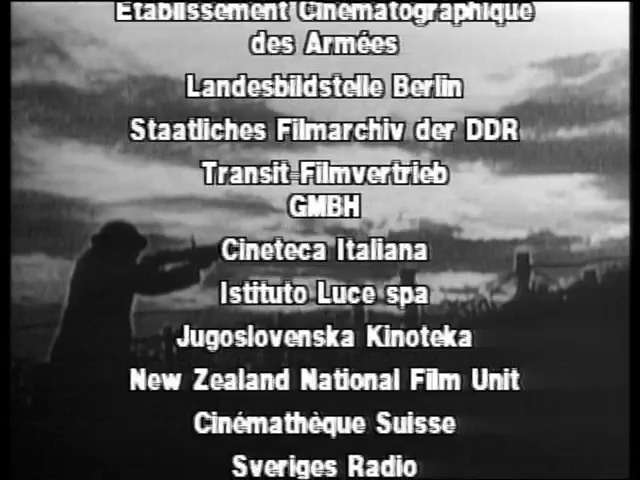 Etablissement Cinématographique
des Armées
Landesbildstelle Berlin
Staatliches Filmarchiv der DDR
Transit-Filmvertrieb
GMBH
Cineteca Italiana
Istituto Luce spa
Jugoslovenska Kinoteka
New Zealand National Film Unit
Cinémathèque Suisse
Sveriges Radio